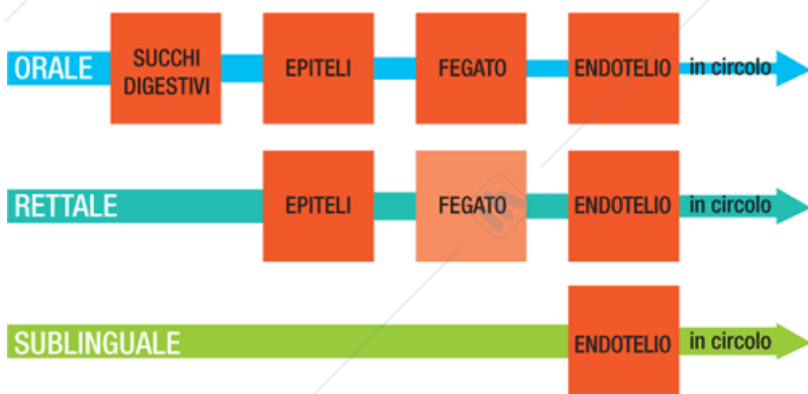 ORALE
SUCCHI
DIGESTIVI
EPITELI
FEGATO
ENDOTELIO
in circolo
RETTALE
EPITELI
FEGATO
ENDOTELIO
in circolo
SUBLINGUALE
ENDOTELIO
in circolo